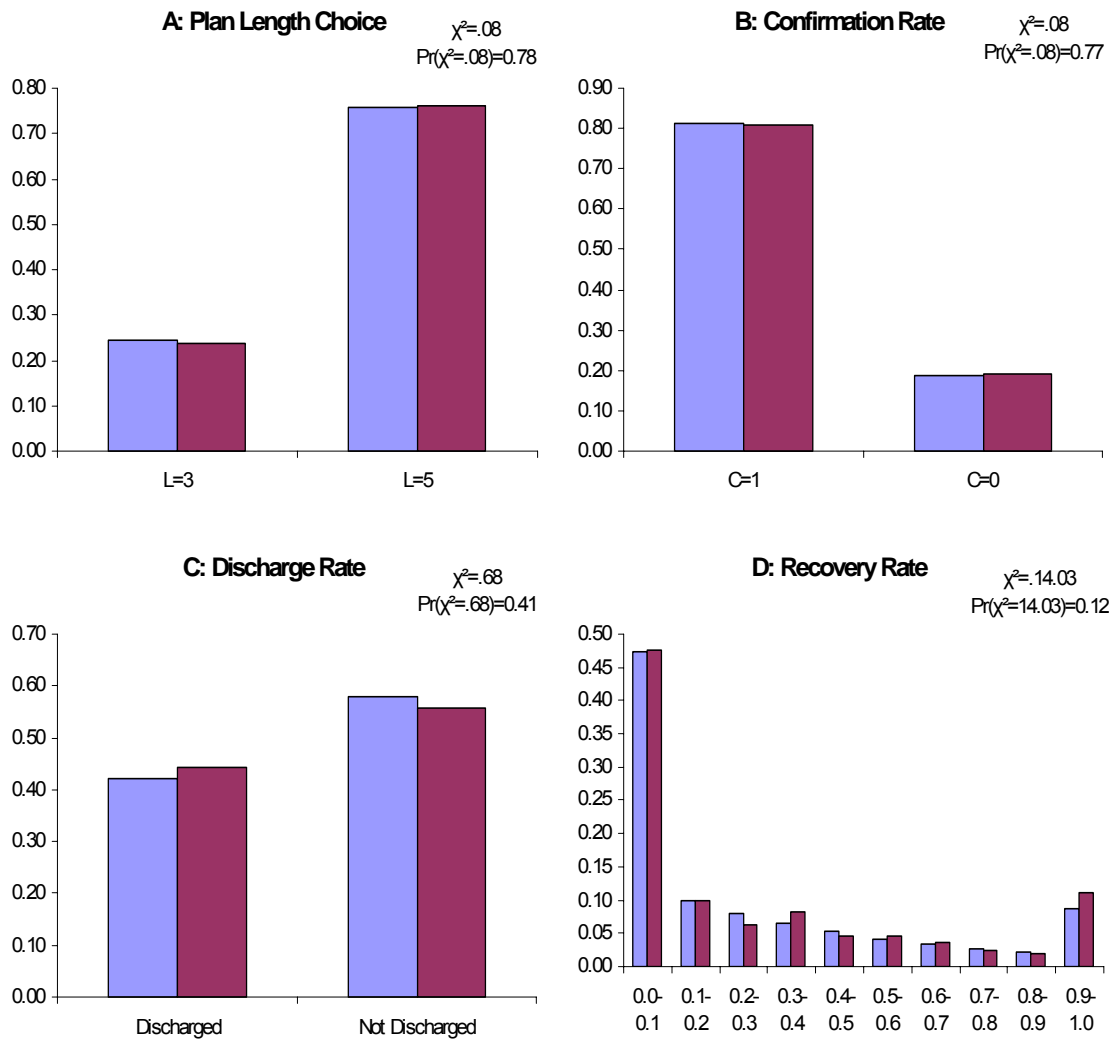 A: Plan Length Choice
χ²=.08
Pr(χ²=.08)=0.78
0.80
0.70
0.60
0.50
0.40
0.30
0.20
0.10
0.00
L=3 L=5
B: Confirmation Rate
χ²=.08
Pr(χ²=.08)=0.77
0.90
0.80
0.70
0.60
0.50
0.40
0.30
0.20
0.10
0.00
C=1 C=0
C: Discharge Rate
χ²=.68
Pr(χ²=.68)=0.41
0.70
0.60
0.50
0.40
0.30
0.20
0.10
0.00
Discharged Not Discharged
D: Recovery Rate
χ²=.14.03
Pr(χ²=14.03)=0.12
0.50
0.45
0.40
0.35
0.30
0.25
0.20
0.15
0.10
0.05
0.00
0.0- 0.1- 0.2- 0.3- 0.4- 0.5- 0.6- 0.7- 0.8- 0.9-
0.1 0.2 0.3 0.4 0.5 0.6 0.7 0.8 0.9 1.0